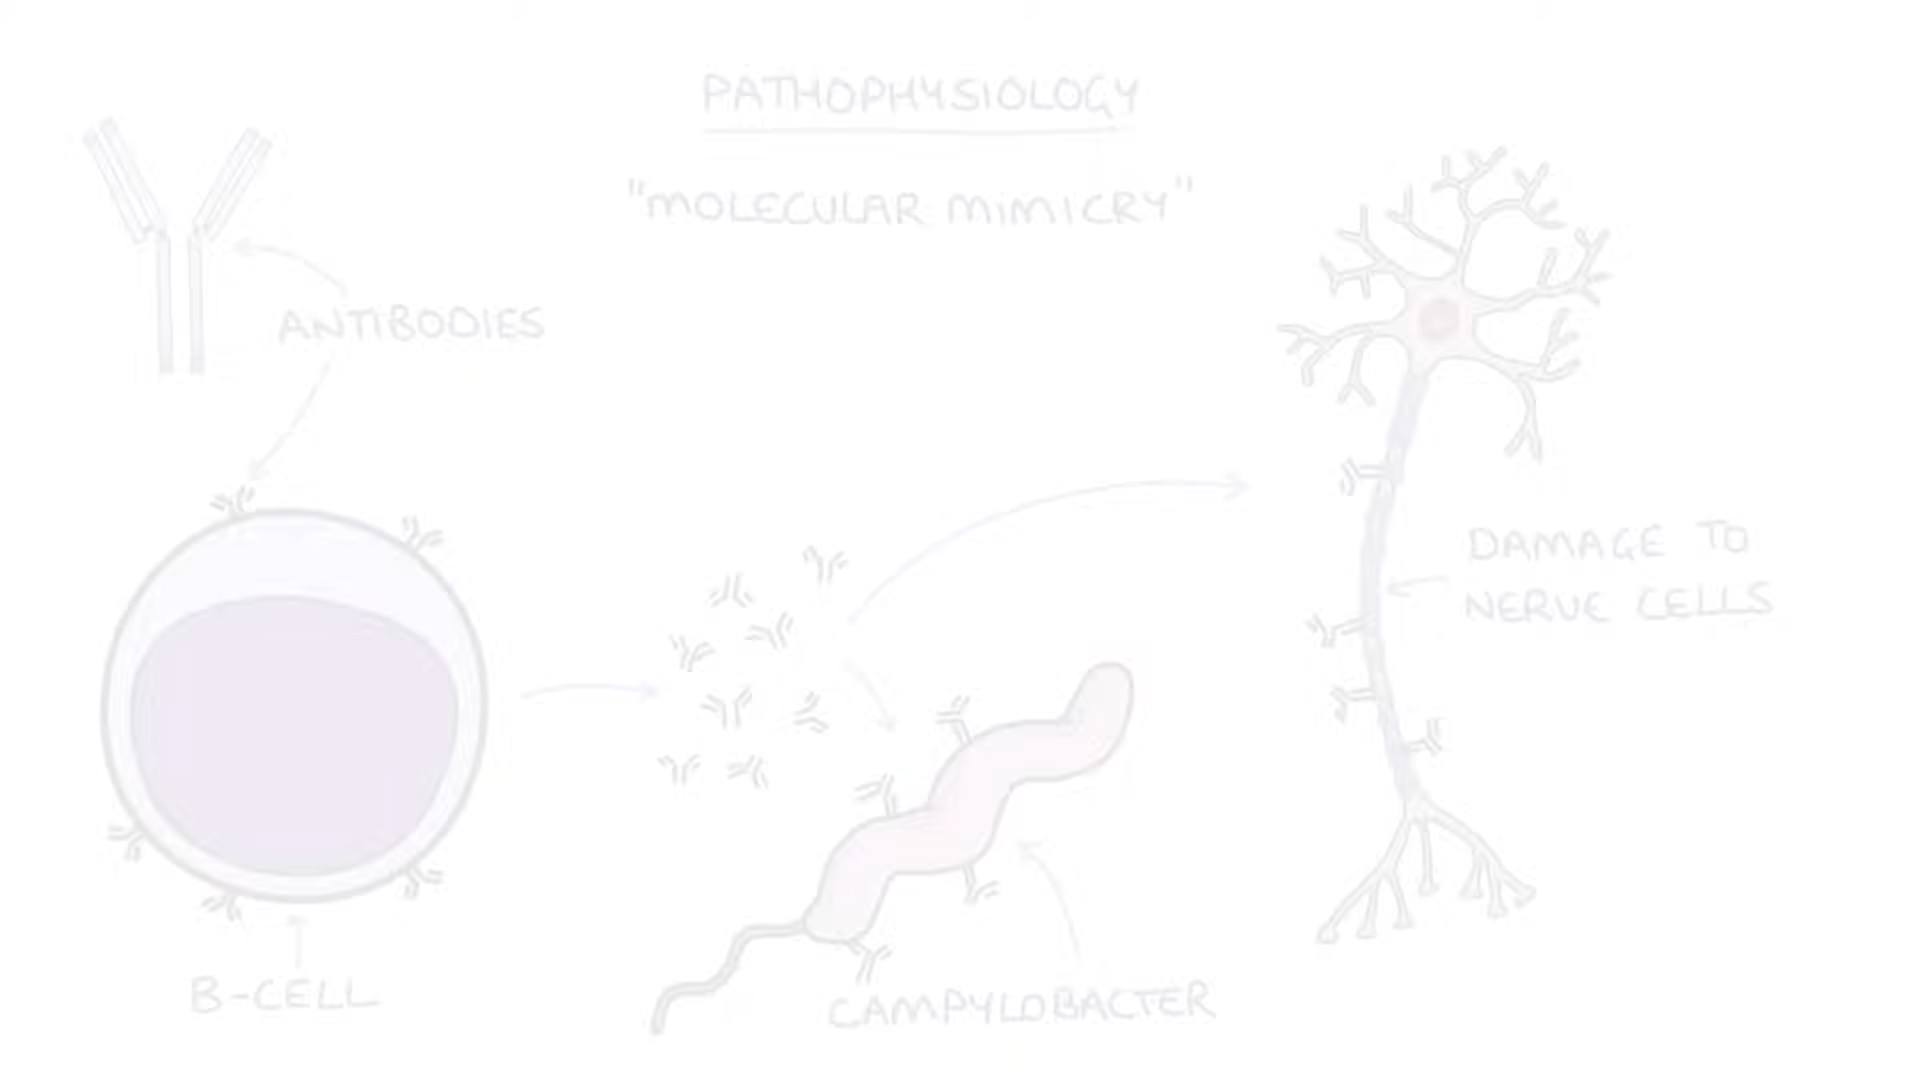 PATHOPHYSIOLOGY
"MOLECULAR MIMICRY"
ANTIBODIES
DAMAGE TO
NERVE CELLS
B-CELL
CAMPYLOBACTER